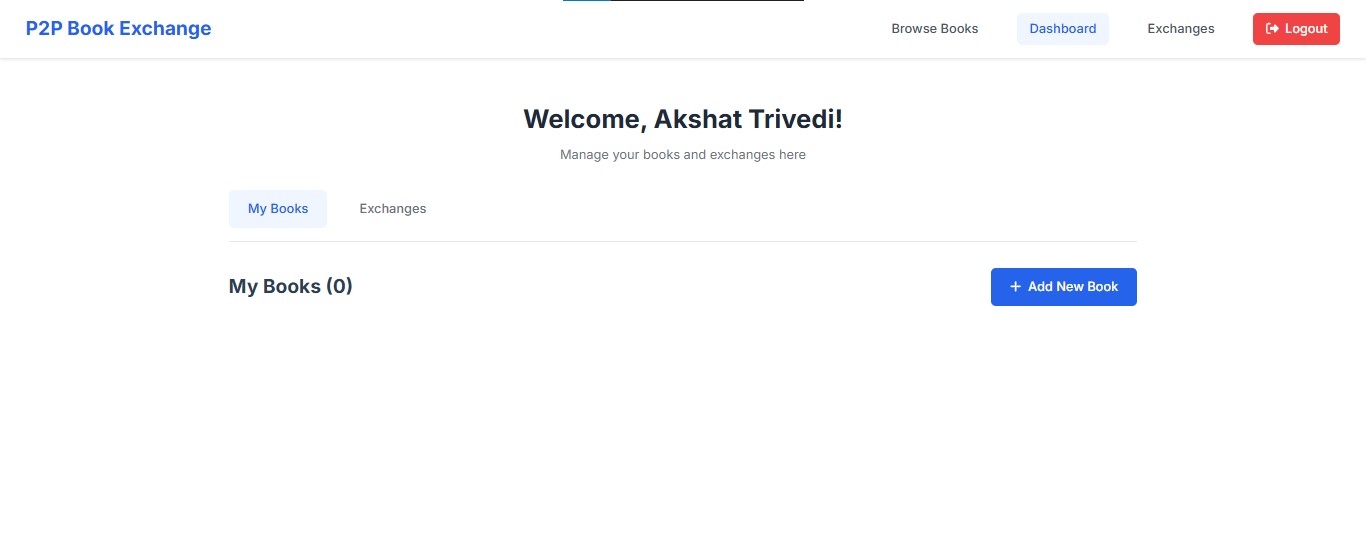 P2P Book Exchange
Browse Books
Dashboard
Exchanges
Logout
Welcome, Akshat Trivedi!
Manage your books and exchanges here
My Books
Exchanges
My Books (0)
+ Add New Book